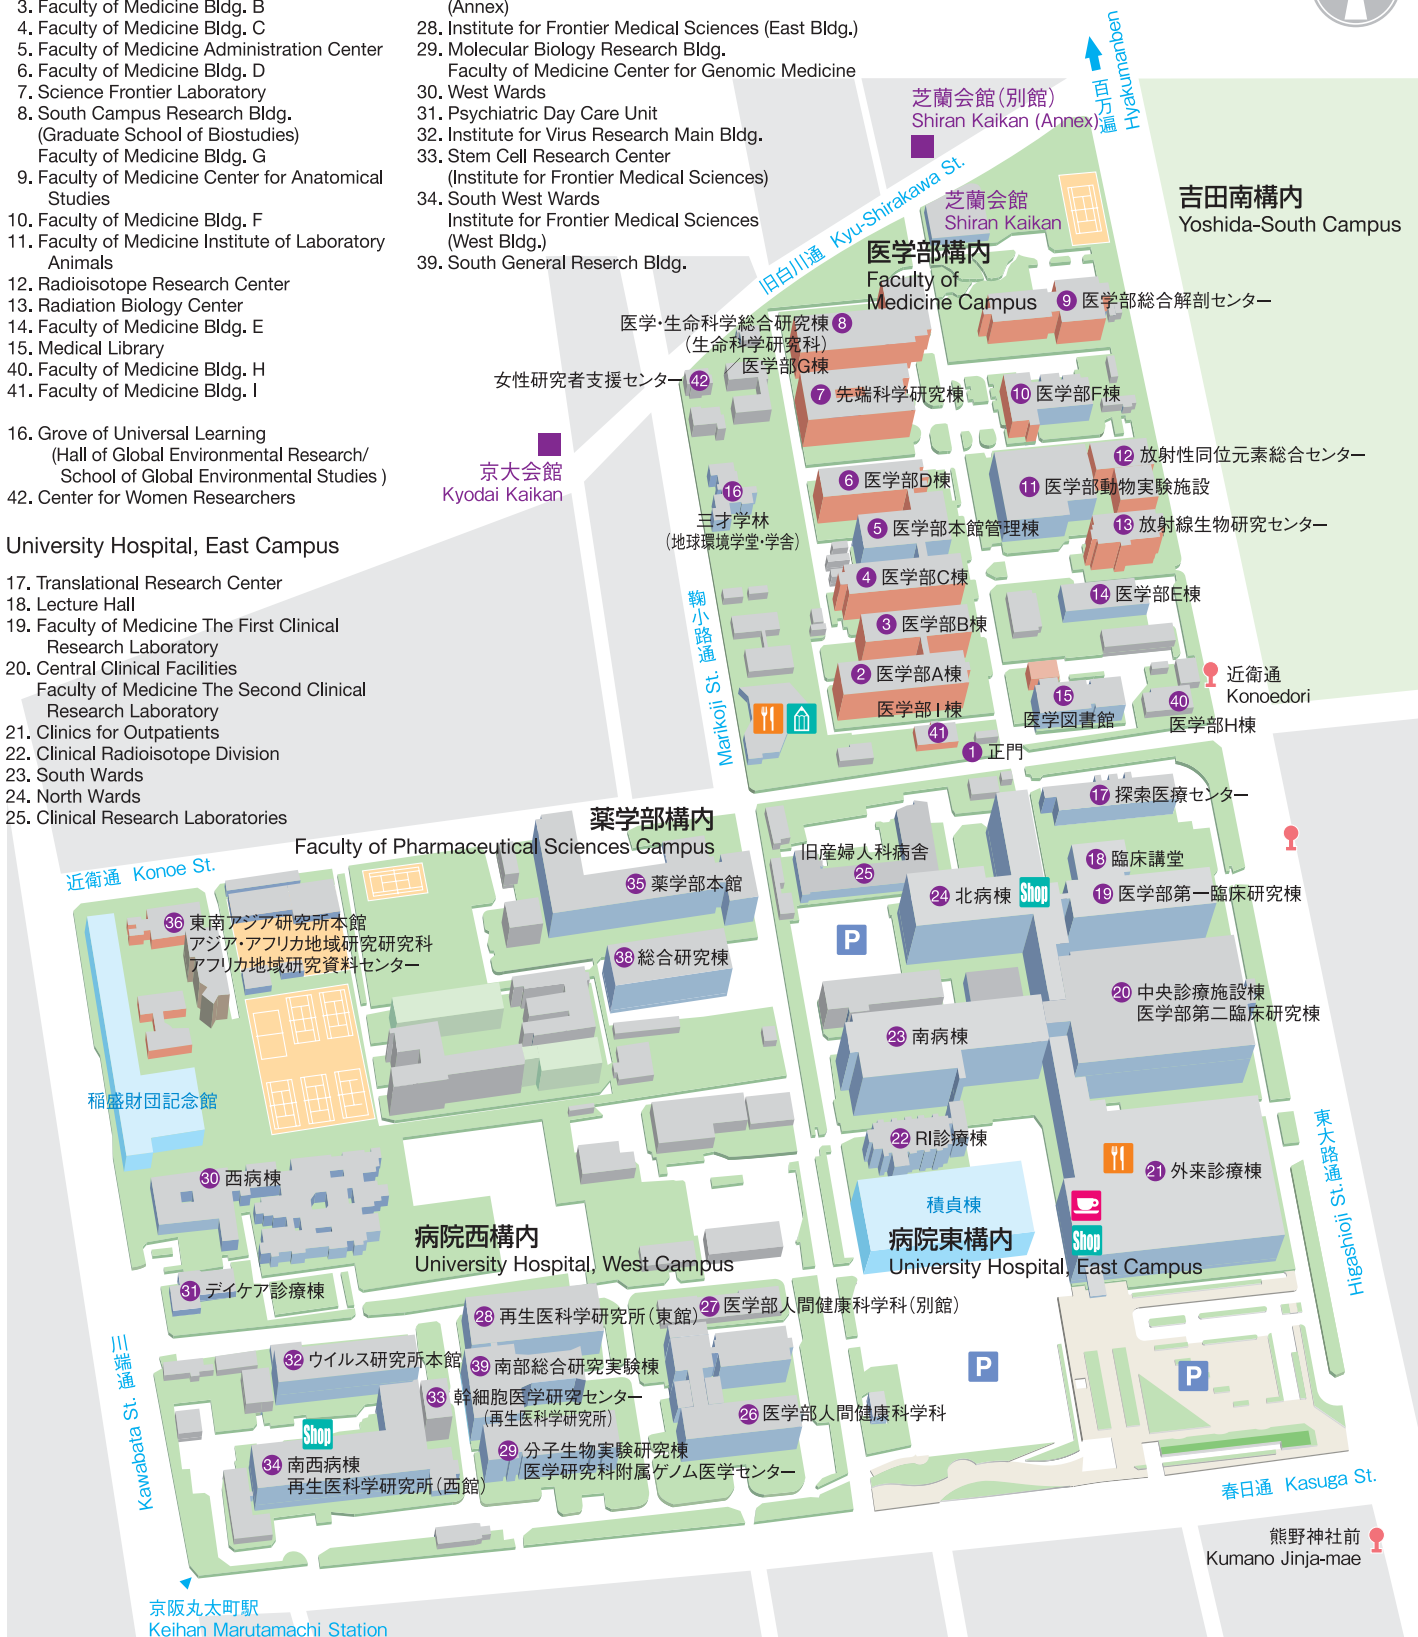 3. Faculty of Medicine Bldg. B
4. Faculty of Medicine Bldg. C
5. Faculty of Medicine Administration Center
6. Faculty of Medicine Bldg. D
7. Science Frontier Laboratory
8. South Campus Research Bldg.
(Graduate School of Biostudies)
Faculty of Medicine Bldg. G
9. Faculty of Medicine Center for Anatomical
Studies
10. Faculty of Medicine Bldg. F
11. Faculty of Medicine Institute of Laboratory
Animals
12. Radioisotope Research Center
13. Radiation Biology Center
14. Faculty of Medicine Bldg. E
15. Medical Library
40. Faculty of Medicine Bldg. H
41. Faculty of Medicine Bldg. I
16. Grove of Universal Learning
(Hall of Global Environmental Research/
School of Global Environmental Studies )
42. Center for Women Researchers
University Hospital, East Campus
17. Translational Research Center
18. Lecture Hall
19. Faculty of Medicine The First Clinical
Research Laboratory
20. Central Clinical Facilities
Faculty of Medicine The Second Clinical
Research Laboratory
21. Clinics for Outpatients
22. Clinical Radioisotope Division
23. South Wards
24. North Wards
25. Clinical Research Laboratories
(Annex)
28. Institute for Frontier Medical Sciences (East Bldg.)
29. Molecular Biology Research Bldg.
Faculty of Medicine Center for Genomic Medicine
30. West Wards
31. Psychiatric Day Care Unit
32. Institute for Virus Research Main Bldg.
33. Stem Cell Research Center
(Institute for Frontier Medical Sciences)
34. South West Wards
Institute for Frontier Medical Sciences
(West Bldg.)
39. South General Reserch Bldg.
百万遍
Hyakumanben
芝蘭会館(別館)
Shiran Kaikan (Annex)
旧白川通 Kyu-Shirakawa St.
芝蘭会館
Shiran Kaikan
吉田南構内
Yoshida-South Campus
医学部構内
Faculty of
Medicine Campus
9 医学部総合解剖センター
医学・生命科学総合研究棟 8
(生命科学研究科)
医学部G棟
女性研究者支援センター 42
7 先端科学研究棟
10 医学部F棟
京大会館
Kyodai Kaikan
12 放射性同位元素総合センター
6 医学部D棟
11 医学部動物実験施設
16
三才学林
(地球環境学堂・学舎)
5 医学部本館管理棟
13 放射線生物研究センター
4 医学部C棟
14 医学部E棟
3 医学部B棟
鞠小路通 Marikoji St.
2 医学部A棟
近衛通
Konoedori
15
医学図書館
40
医学部H棟
医学部I棟
41
1 正門
17 探索医療センター
薬学部構内
Faculty of Pharmaceutical Sciences Campus
旧産婦人科病舎
25
18 臨床講堂
近衛通 Konoe St.
35 薬学部本館
24 北病棟
Shop
19 医学部第一臨床研究棟
36 東南アジア研究所本館
アジア・アフリカ地域研究研究科
アフリカ地域研究資料センター
P
38 総合研究棟
20 中央診療施設棟
医学部第二臨床研究棟
23 南病棟
稲盛財団記念館
22 RI診療棟
東大路通 Higashioji St.
21 外来診療棟
30 西病棟
積貞棟
Shop
病院西構内
University Hospital, West Campus
病院東構内
University Hospital, East Campus
31 デイケア診療棟
28 再生医科学研究所(東館)
27 医学部人間健康科学科(別館)
川端通 Kawabata St.
32 ウイルス研究所本館
39 南部総合研究実験棟
P
P
33 幹細胞医学研究センター
(再生医科学研究所)
26 医学部人間健康科学科
Shop
29 分子生物実験研究棟
医学研究科附属ゲノム医学センター
34 南西病棟
再生医科学研究所(西館)
春日通 Kasuga St.
熊野神社前
Kumano Jinja-mae
京阪丸太町駅
Keihan Marutamachi Station